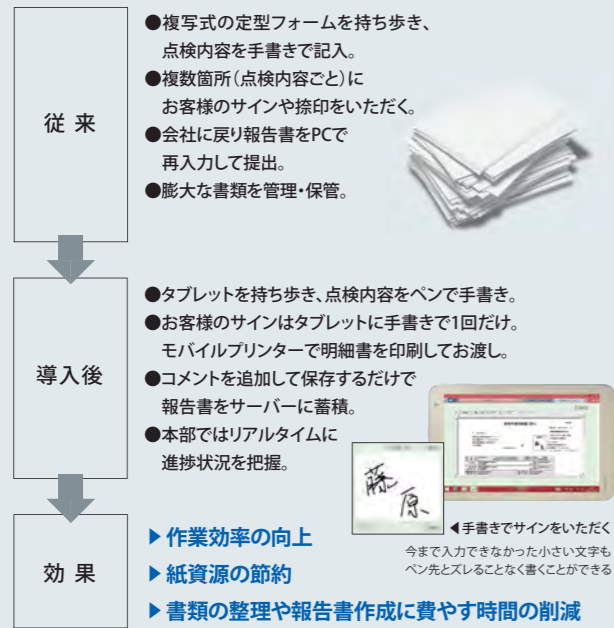 従来
●複写式の定型フォームを持ち歩き、
点検内容を手書きで記入。
●複数箇所（点検内容ごと）に
お客様のサインや捺印をいただく。
●会社に戻り報告書をPCで
再入力して提出。
●膨大な書類を管理・保管。
導入後
●タブレットを持ち歩き、点検内容をペンで手書き。
●お客様のサインはタブレットに手書きで1回だけ。
モバイルプリンターで明細書を印刷してお渡し。
●コメントを追加して保存するだけで
報告書をサーバーに蓄積。
●本部ではリアルタイムに
進捗状況を把握。
藤原
◀手書きでサインをいただく
今まで入力できなかった小さい文字も
ペン先とズレることなく書くことができる
効果
▶作業効率の向上
▶紙資源の節約
▶書類の整理や報告書作成に費やす時間の削減